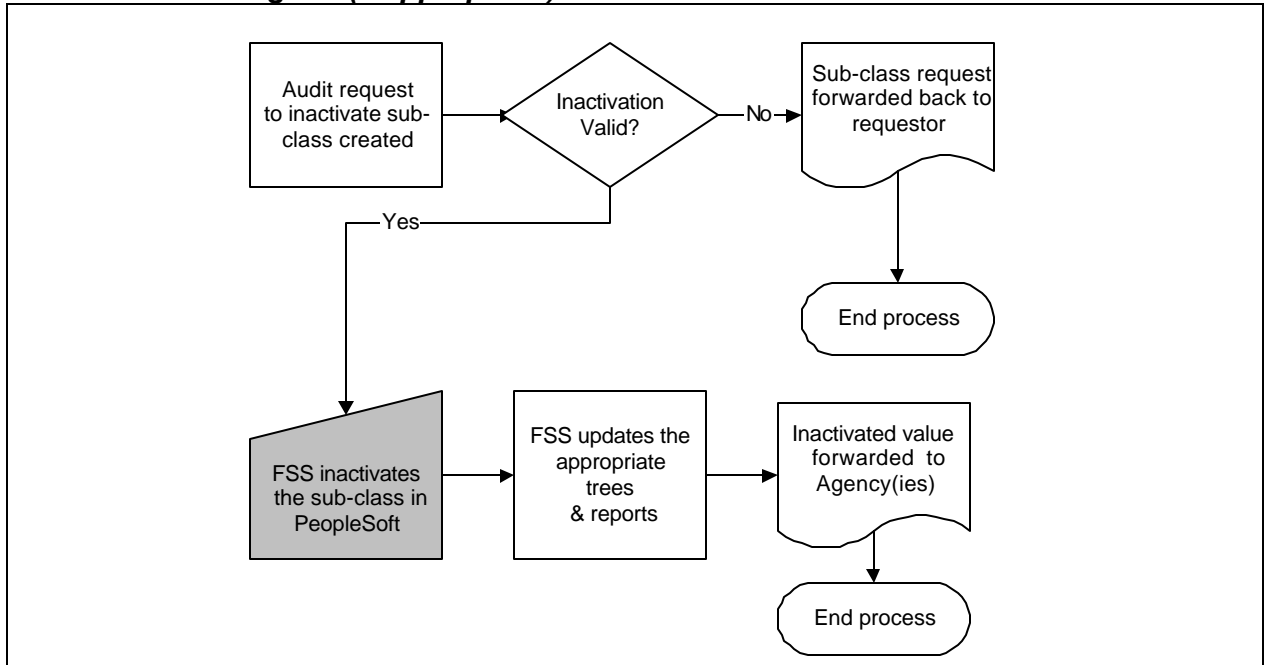 Audit request
to inactivate sub-
class created
Inactivation
Valid?
No
Sub-class request
forwarded back to
requestor
End process
Yes
FSS inactivates
the sub-class in
PeopleSoft
FSS updates the
appropriate
trees
& reports
Inactivated value
forwarded to
Agency(ies)
End process